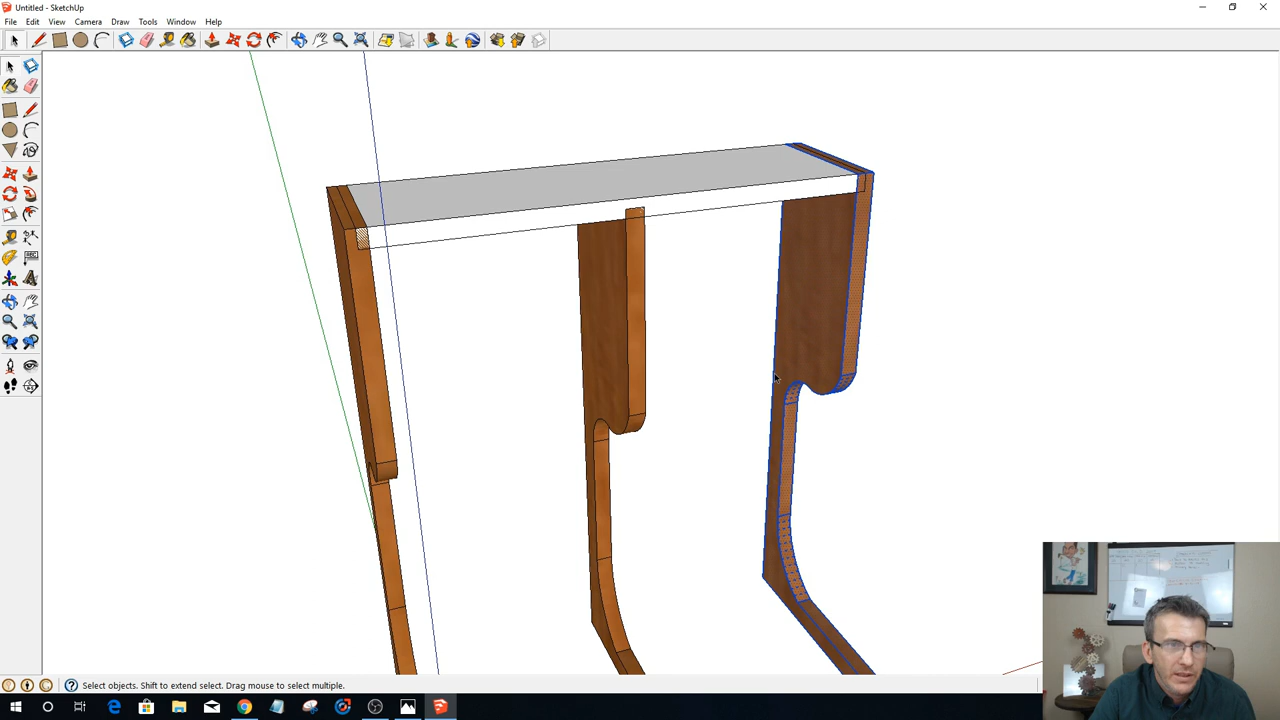 Untitled - SketchUp
File Edit View Camera Draw Tools Window Help
Select objects. Shift to extend select. Drag mouse to select multiple.